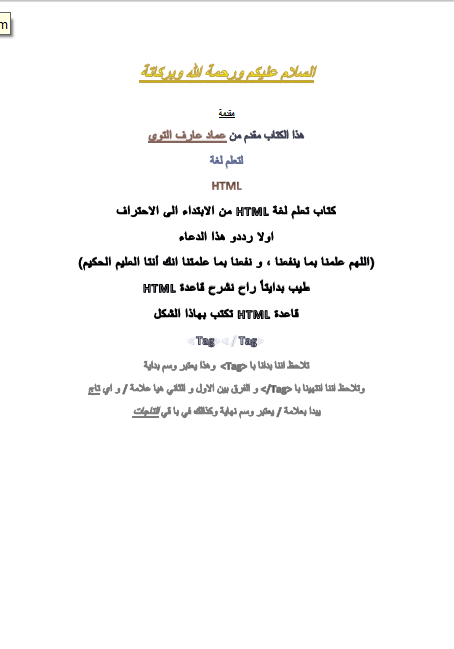 m
السلام عليكم ورحمة الله وبركاتة
مقدمة
هذا الكتاب مقدم من عماد عارف التوي
لتعلم لغة
HTML
كتاب تعلم لغة HTML من الابتداء الى الاحتراف
اولا رددو هذا الدعاء
(اللهم علمنا بما ينفعنا ، و نفعنا بما علمتنا انك أنتا العليم الحكيم)
طيب بدايتاً راح نشرح قاعدة HTML
قاعدة HTML تكتب بهاذا الشكل
<Tag></Tag>
تلاحظ اننا بدانا با <Tag> وهذا يعتبر وسم بداية
وتلاحظ أننا انتهينا با <Tag/> و الفرق بين الاول و الثاني هيا علامة / و اي تاج
يبدا بعلامة / يعتبر وسم نهاية وكذالك في با قي التاجات